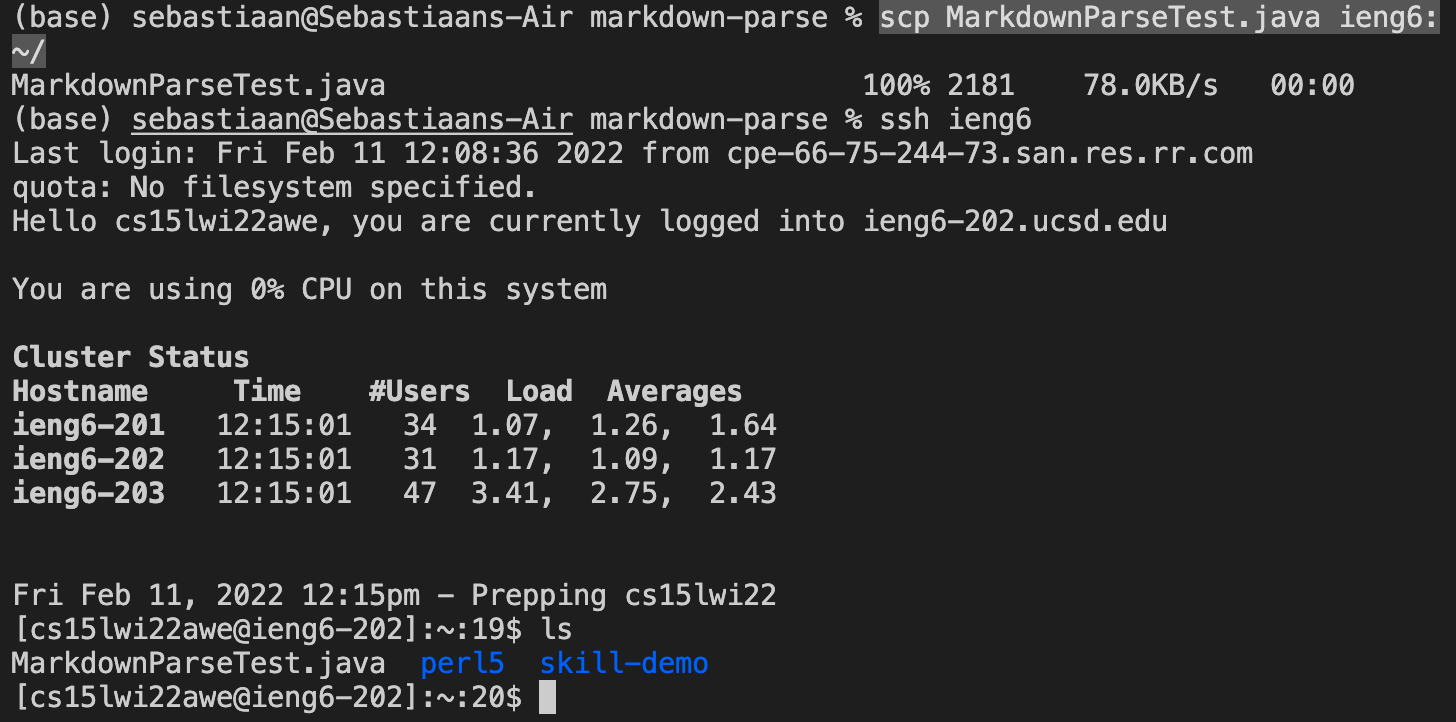 (base) sebastiaan@Sebastiaans-Air markdown-parse % scp MarkdownParseTest.java ieng6:
~/
MarkdownParseTest.java                            100% 2181    78.0KB/s   00:00
(base) sebastiaan@Sebastiaans-Air markdown-parse % ssh ieng6
Last login: Fri Feb 11 12:08:36 2022 from cpe-66-75-244-73.san.res.rr.com
quota: No filesystem specified.
Hello cs15lwi22awe, you are currently logged into ieng6-202.ucsd.edu
You are using 0% CPU on this system
Cluster Status
Hostname     Time    #Users  Load  Averages
ieng6-201   12:15:01   34  1.07,  1.26,  1.64
ieng6-202   12:15:01   31  1.17,  1.09,  1.17
ieng6-203   12:15:01   47  3.41,  2.75,  2.43
Fri Feb 11, 2022 12:15pm - Prepping cs15lwi22
[cs15lwi22awe@ieng6-202]:~:19$ ls
MarkdownParseTest.java  perl5  skill-demo
[cs15lwi22awe@ieng6-202]:~:20$